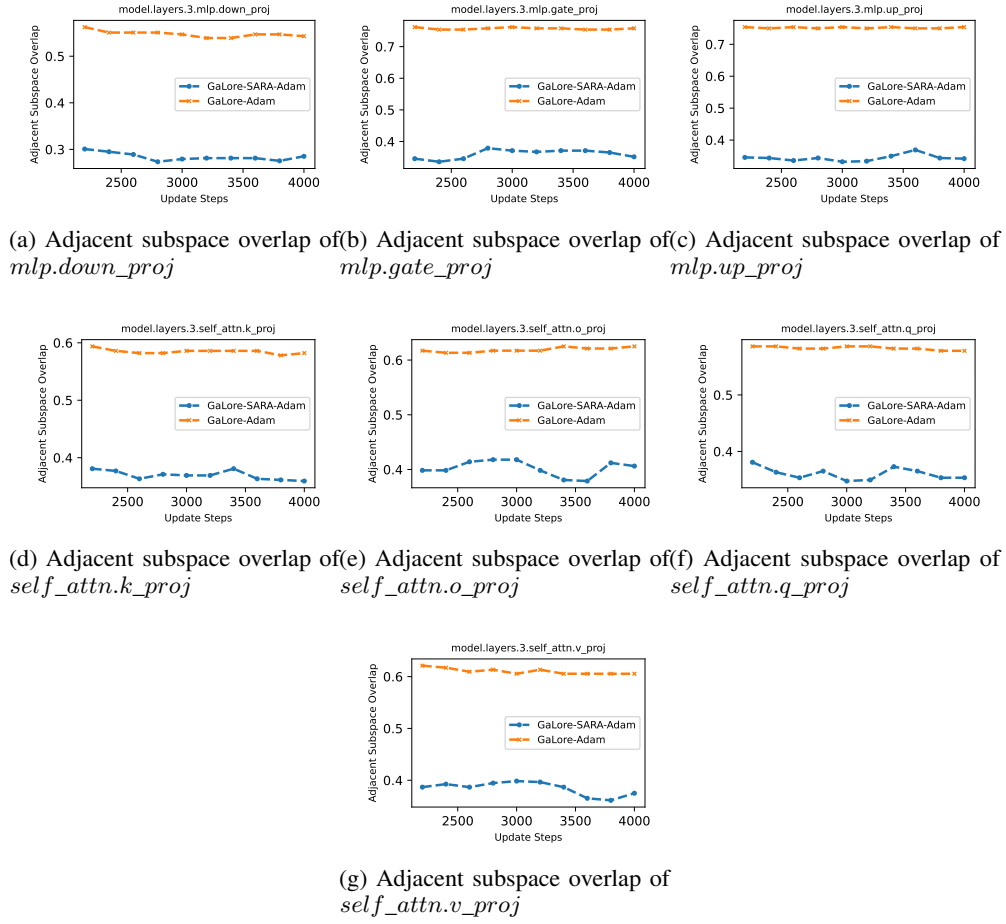 model.layers.3.mlp.down_proj
Adjacent Subspace Overlap
0.5
0.4
0.3
GaLore-SARA-Adam
GaLore-Adam
2500 3000 3500 4000
Update Steps
model.layers.3.mlp.gate_proj
Adjacent Subspace Overlap
0.7
0.6
0.5
0.4
GaLore-SARA-Adam
GaLore-Adam
2500 3000 3500 4000
Update Steps
model.layers.3.mlp.up_proj
Adjacent Subspace Overlap
0.7
0.6
0.5
0.4
GaLore-SARA-Adam
GaLore-Adam
2500 3000 3500 4000
Update Steps
(a) Adjacent subspace overlap of
mlp.down_proj
(b) Adjacent subspace overlap of
mlp.gate_proj
(c) Adjacent subspace overlap of
mlp.up_proj
model.layers.3.self_attn.k_proj
Adjacent Subspace Overlap
0.6
0.5
0.4
GaLore-SARA-Adam
GaLore-Adam
2500 3000 3500 4000
Update Steps
model.layers.3.self_attn.o_proj
Adjacent Subspace Overlap
0.6
0.5
0.4
GaLore-SARA-Adam
GaLore-Adam
2500 3000 3500 4000
Update Steps
model.layers.3.self_attn.q_proj
Adjacent Subspace Overlap
0.5
0.4
GaLore-SARA-Adam
GaLore-Adam
2500 3000 3500 4000
Update Steps
(d) Adjacent subspace overlap of
self_attn.k_proj
(e) Adjacent subspace overlap of
self_attn.o_proj
(f) Adjacent subspace overlap of
self_attn.q_proj
model.layers.3.self_attn.v_proj
Adjacent Subspace Overlap
0.6
0.5
0.4
GaLore-SARA-Adam
GaLore-Adam
2500 3000 3500 4000
Update Steps
(g) Adjacent subspace overlap of
self_attn.v_proj